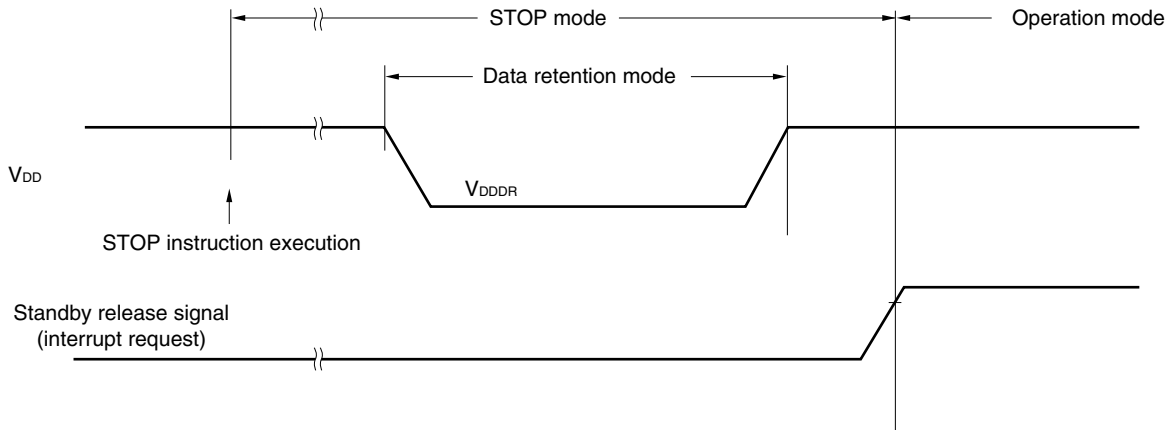 STOP mode
Operation mode
Data retention mode
VDD
VDDDR
STOP instruction execution
Standby release signal
(interrupt request)